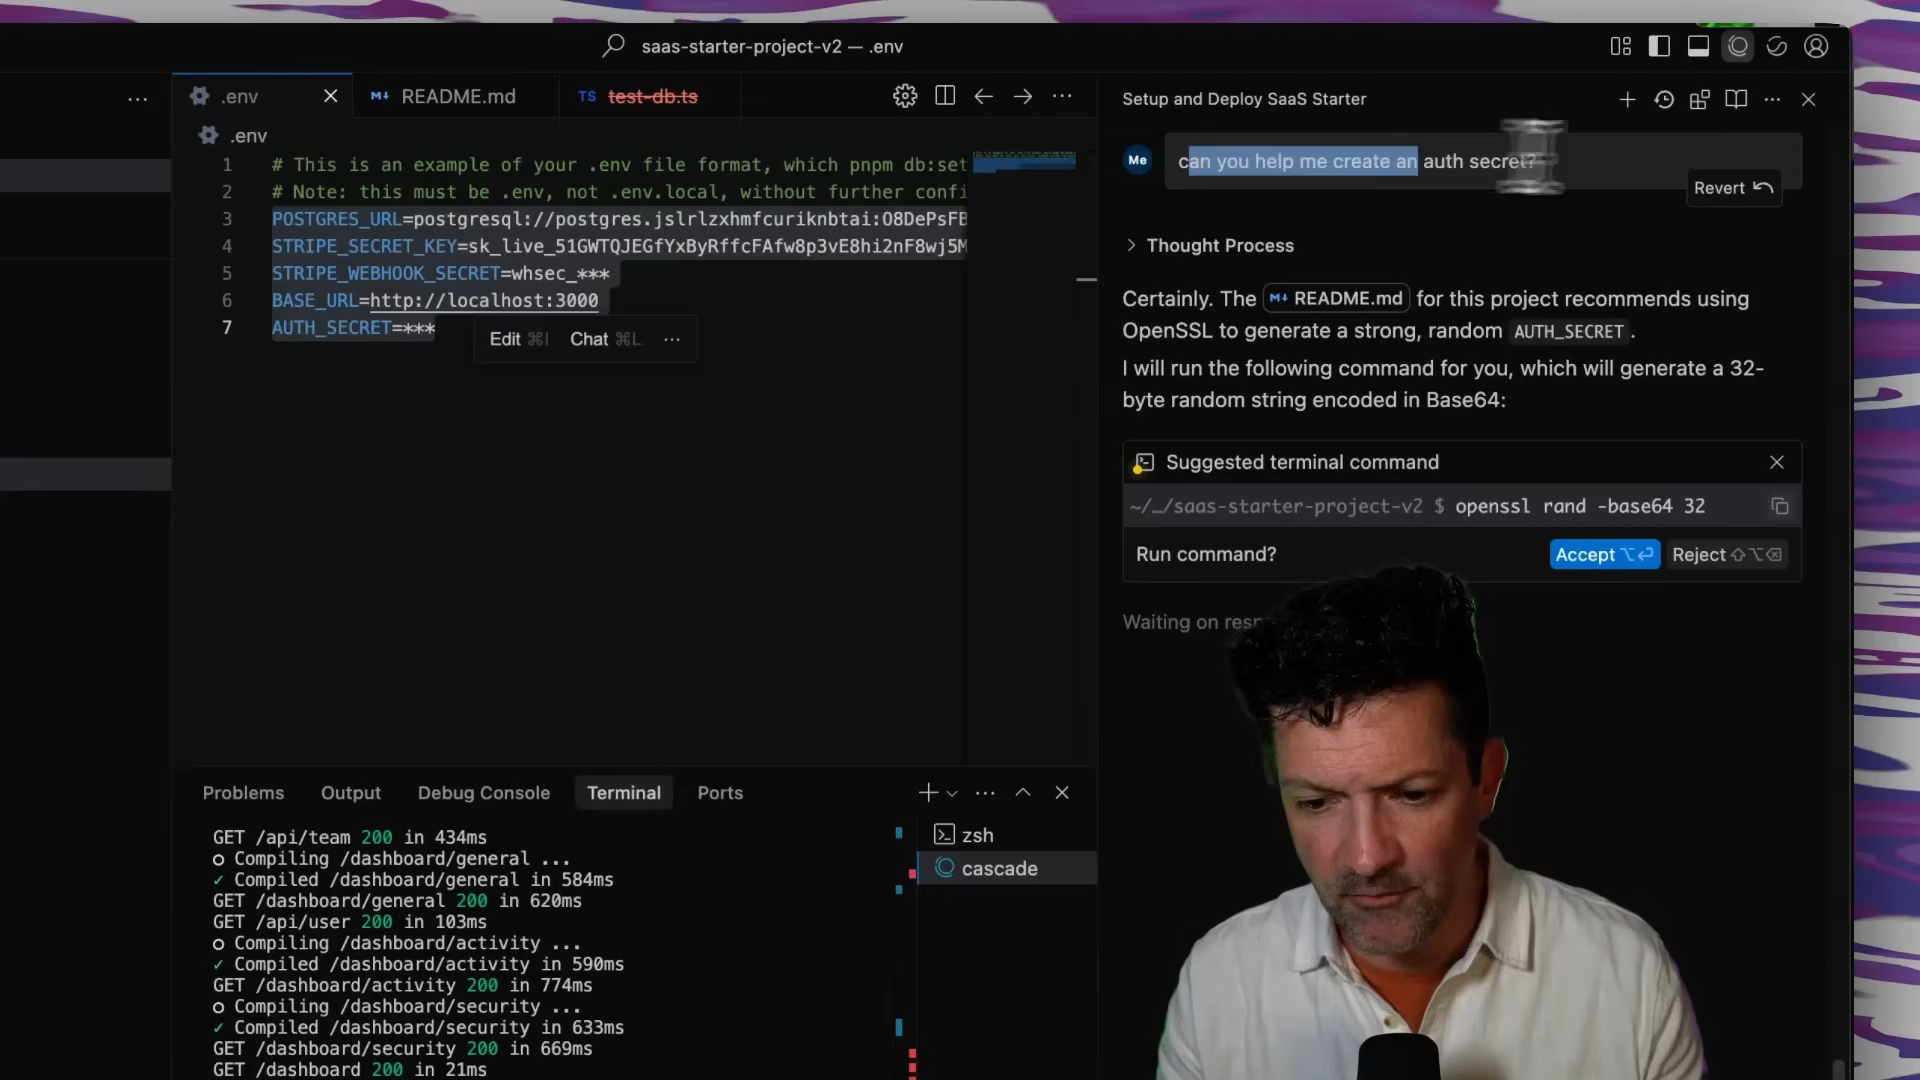 saas-starter-project-v2 — .env
.env
README.md
TS test-db.ts
.env
1 # This is an example of your .env file format, which pnpm db:set
2 # Note: this must be .env, not .env.local, without further confi
3 POSTGRES_URL=postgresql://postgres.jslrlzxhmfcuriknbtai:O8DePsFB
4 STRIPE_SECRET_KEY=sk_live_51GWTQJEGfYxByRffcFAfw8p3vE8hi2nF8wj5M
5 STRIPE_WEBHOOK_SECRET=whsec_***
6 BASE_URL=http://localhost:3000
7 AUTH_SECRET=***
Edit ⌘I Chat ⌘L ...
Problems Output Debug Console Terminal Ports
GET /api/team 200 in 434ms
○ Compiling /dashboard/general ...
✓ Compiled /dashboard/general in 584ms
GET /dashboard/general 200 in 620ms
GET /api/user 200 in 103ms
○ Compiling /dashboard/activity ...
✓ Compiled /dashboard/activity in 590ms
GET /dashboard/activity 200 in 774ms
○ Compiling /dashboard/security ...
✓ Compiled /dashboard/security in 633ms
GET /dashboard/security 200 in 669ms
GET /dashboard 200 in 21ms
zsh
cascade
Setup and Deploy SaaS Starter
Me can you help me create an auth secret?
Revert
Thought Process
Certainly. The README.md for this project recommends using
OpenSSL to generate a strong, random AUTH_SECRET.
I will run the following command for you, which will generate a 32-
byte random string encoded in Base64:
Suggested terminal command
~/…/saas-starter-project-v2 $ openssl rand -base64 32
Run command?
Accept ⌥⏎ Reject ⇧⌥⌫
Waiting on